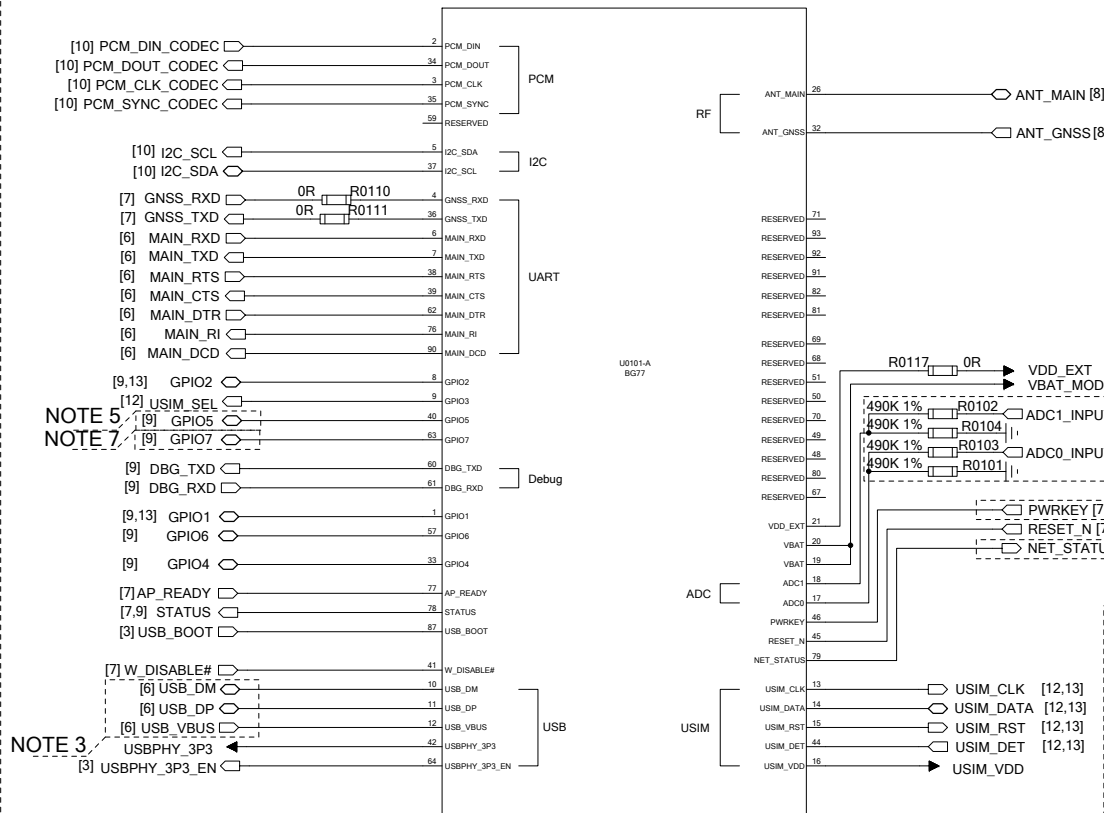 [10] PCM_DIN_CODEC 2 PCM_DIN
[10] PCM_DOUT_CODEC 34 PCM_DOUT
[10] PCM_CLK_CODEC 3 PCM_CLK
[10] PCM_SYNC_CODEC 35 PCM_SYNC
PCM
59 RESERVED
[10] I2C_SCL 5 I2C_SDA
[10] I2C_SDA 37 I2C_SCL
I2C
[7] GNSS_RXD 0R R0110 4 GNSS_RXD
[7] GNSS_TXD 0R R0111 36 GNSS_TXD
[6] MAIN_RXD 6 MAIN_RXD
[6] MAIN_TXD 7 MAIN_TXD
[6] MAIN_RTS 38 MAIN_RTS
[6] MAIN_CTS 39 MAIN_CTS
[6] MAIN_DTR 62 MAIN_DTR
[6] MAIN_RI 76 MAIN_RI
[6] MAIN_DCD 90 MAIN_DCD
UART
[9,13] GPIO2 8 GPIO2
[12] USIM_SEL 9 GPIO3
NOTE 5 [9] GPIO5 40 GPIO5
NOTE 7 [9] GPIO7 63 GPIO7
[9] DBG_TXD 60 DBG_TXD
[9] DBG_RXD 61 DBG_RXD
Debug
[9,13] GPIO1 1 GPIO1
[9] GPIO6 57 GPIO6
[9] GPIO4 33 GPIO4
[7] AP_READY 77 AP_READY
[7,9] STATUS 78 STATUS
[3] USB_BOOT 87 USB_BOOT
[7] W_DISABLE# 41 W_DISABLE#
[6] USB_DM 10 USB_DM
[6] USB_DP 11 USB_DP
[6] USB_VBUS 12 USB_VBUS
NOTE 3
USBPHY_3P3 42 USBPHY_3P3
[3] USBPHY_3P3_EN 64 USBPHY_3P3_EN
USB
U0101-A
BG77
RF
ANT_MAIN 26 ANT_MAIN [8]
ANT_GNSS 32 ANT_GNSS [8
RESERVED 71
RESERVED 93
RESERVED 92
RESERVED 91
RESERVED 82
RESERVED 81
RESERVED 69
RESERVED 68
RESERVED 51
RESERVED 50
RESERVED 70
RESERVED 49
RESERVED 48
RESERVED 80
RESERVED 67
R0117 0R VDD_EXT
VBAT_MOD
490K 1% R0102 ADC1_INPU
490K 1% R0104
490K 1% R0103 ADC0_INPU
490K 1% R0101
PWRKEY [7
RESET_N [7
NET_STATU
VDD_EXT 21
VBAT 20
VBAT 19
ADC
ADC1 18
ADC0 17
PWRKEY 46
RESET_N 45
NET_STATUS 79
USIM
USIM_CLK 13 USIM_CLK [12,13]
USIM_DATA 14 USIM_DATA [12,13]
USIM_RST 15 USIM_RST [12,13]
USIM_DET 44 USIM_DET [12,13]
USIM_VDD 16 USIM_VDD